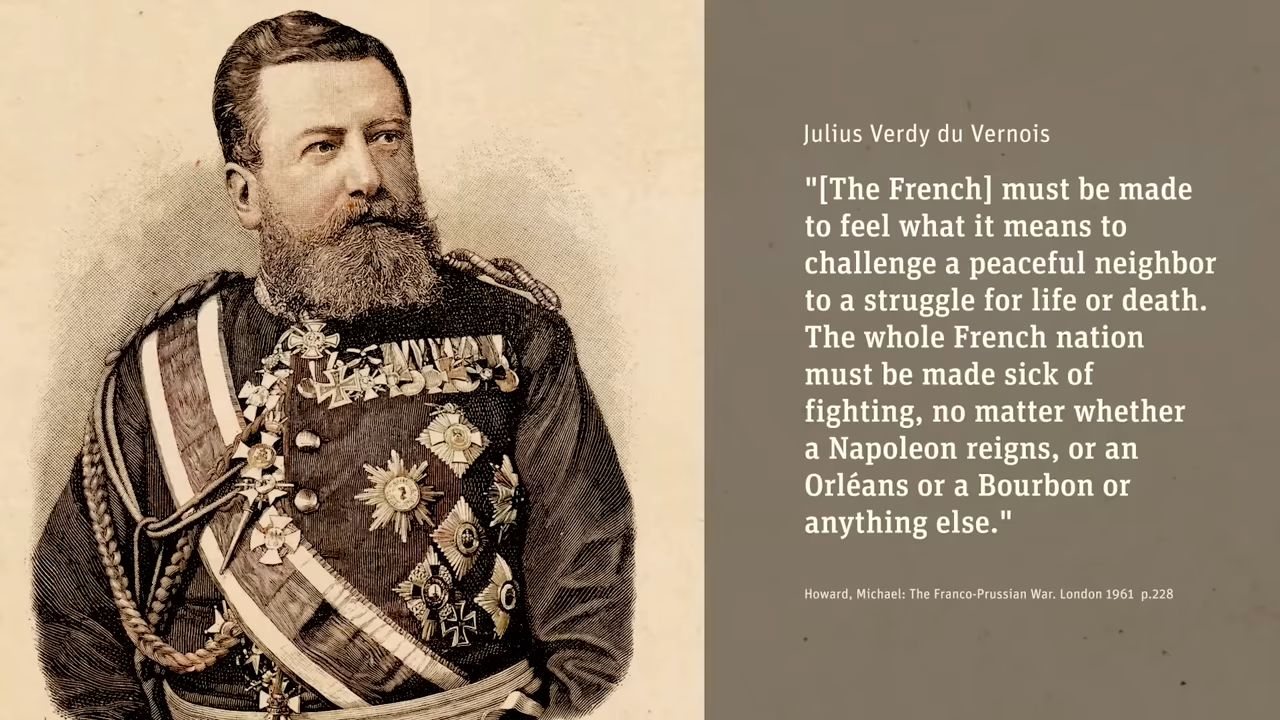 Julius Verdy du Vernois
"[The French] must be made
to feel what it means to
challenge a peaceful neighbor
to a struggle for life or death.
The whole French nation
must be made sick of
fighting, no matter whether
a Napoleon reigns, or an
Orléans or a Bourbon or
anything else."
Howard, Michael: The Franco-Prussian War. London 1961 p.228